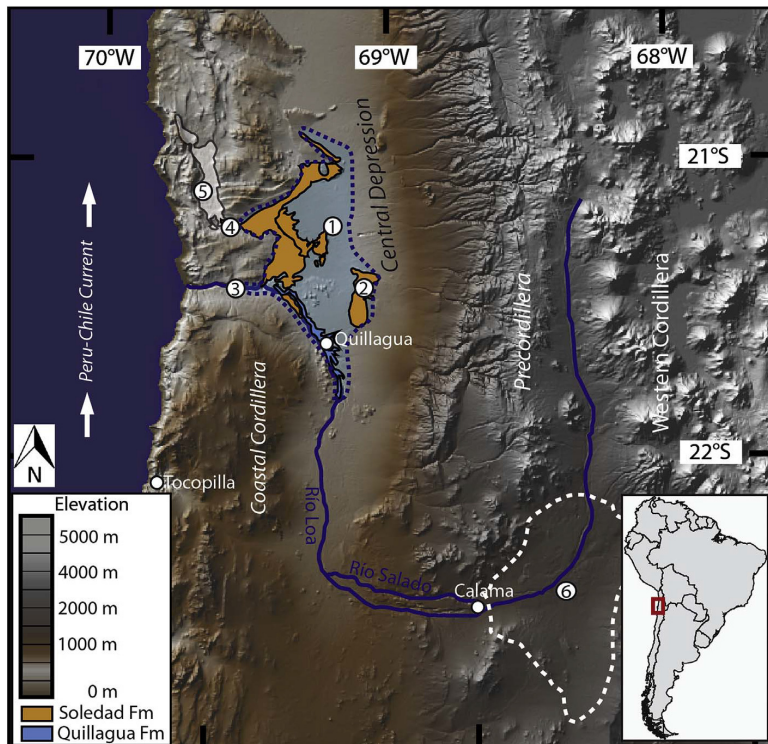 70°W
69°W
68°W
21°S
5
4
1
Central Depression
3
2
Peru-Chile Current
Quillagua
Precordillera
Western Cordillera
Coastal Cordillera
22°S
N
Tocopilla
Río Loa
Río Salado
Calama
6
Elevation
5000 m
4000 m
2000 m
1000 m
0 m
Soledad Fm
Quillagua Fm